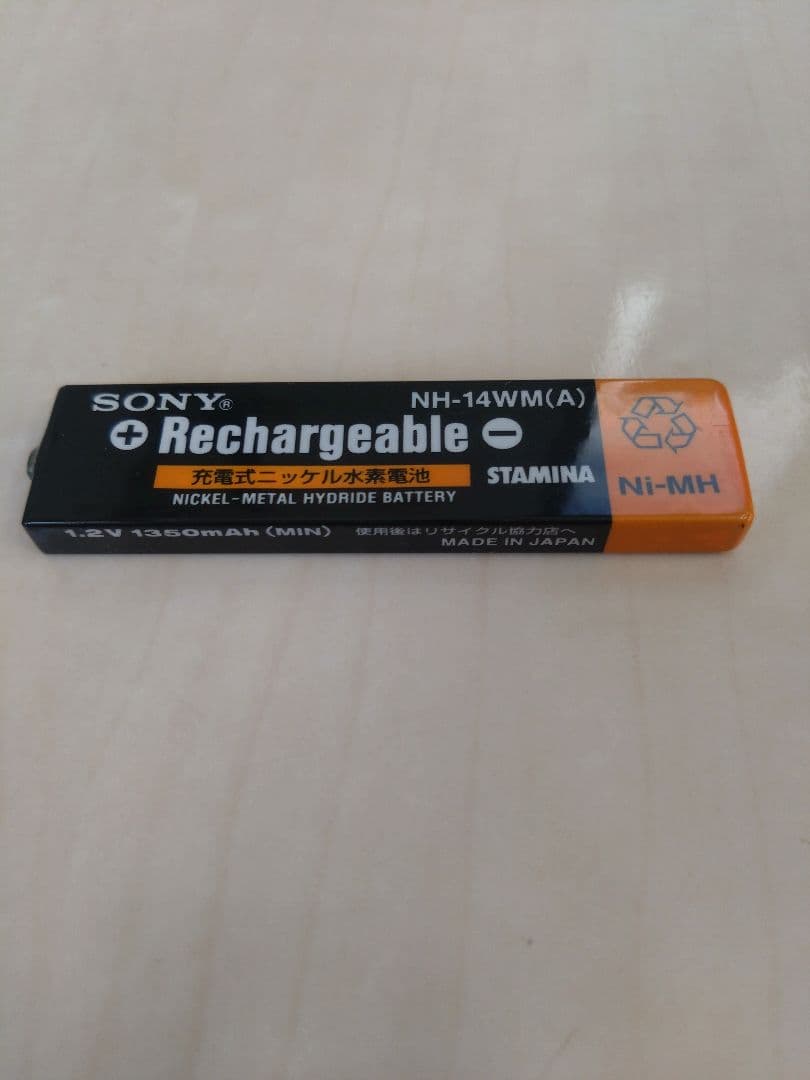 SONY® NH-14WM(A)
+ Rechargeable −
充電式ニッケル水素電池 STAMINA
NICKEL-METAL HYDRIDE BATTERY
Ni-MH
1.2V 1350mAh (MIN) 使用後はリサイクル協力店へ
MADE IN JAPAN